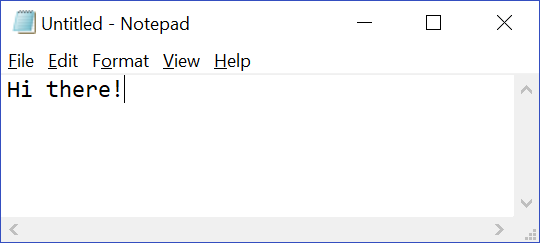 Untitled - Notepad
File Edit Format View Help
Hi there!